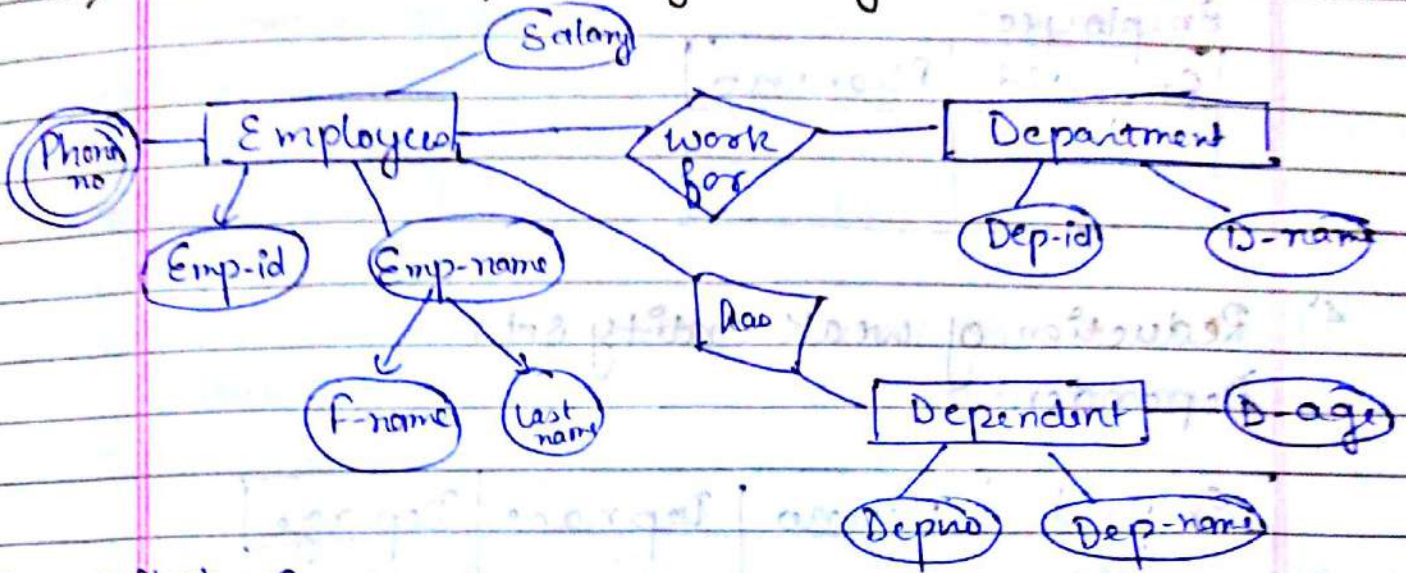 Salary
Phone no
Employees
Work for
Department
Emp-id
Emp-name
Dep-id
D-name
has
F-name
Last name
Dependent
D-age
Depno
Dep-name